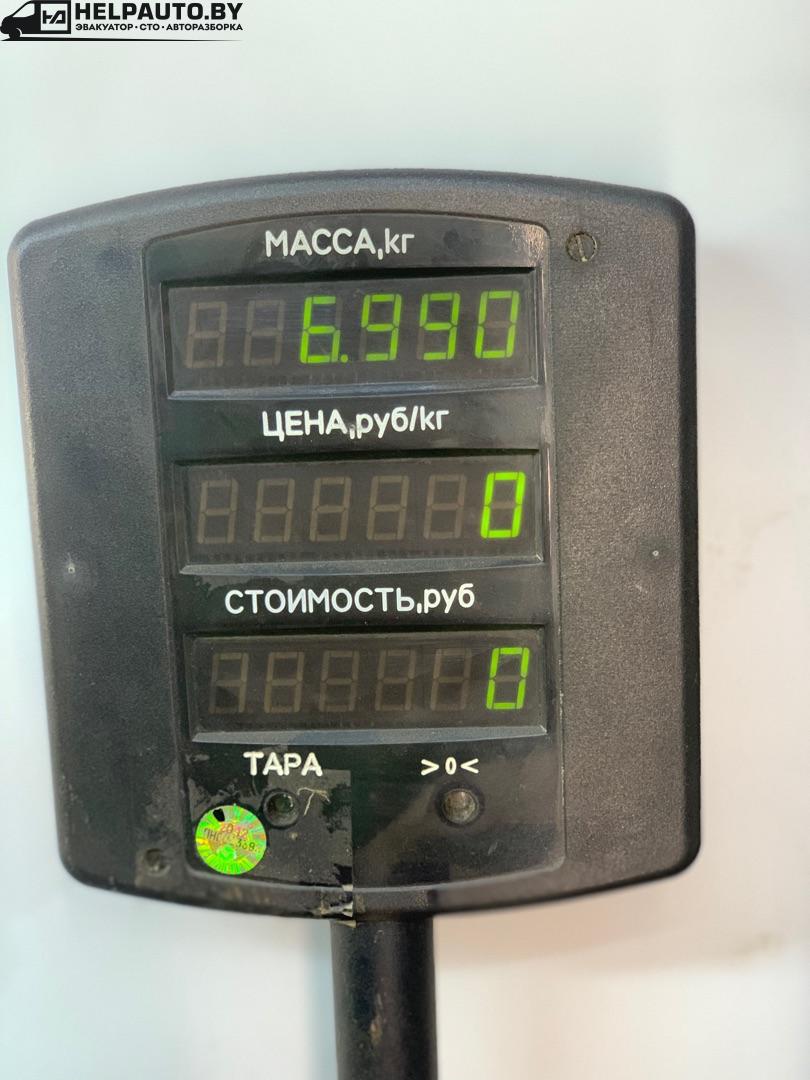 HELPAUTO.BY
ЭВАКУАТОР • СТО • АВТОРАЗБОРКА
МАССА,кг
6.990
ЦЕНА,руб/кг
0
СТОИМОСТЬ,руб
0
ТАРА >0<